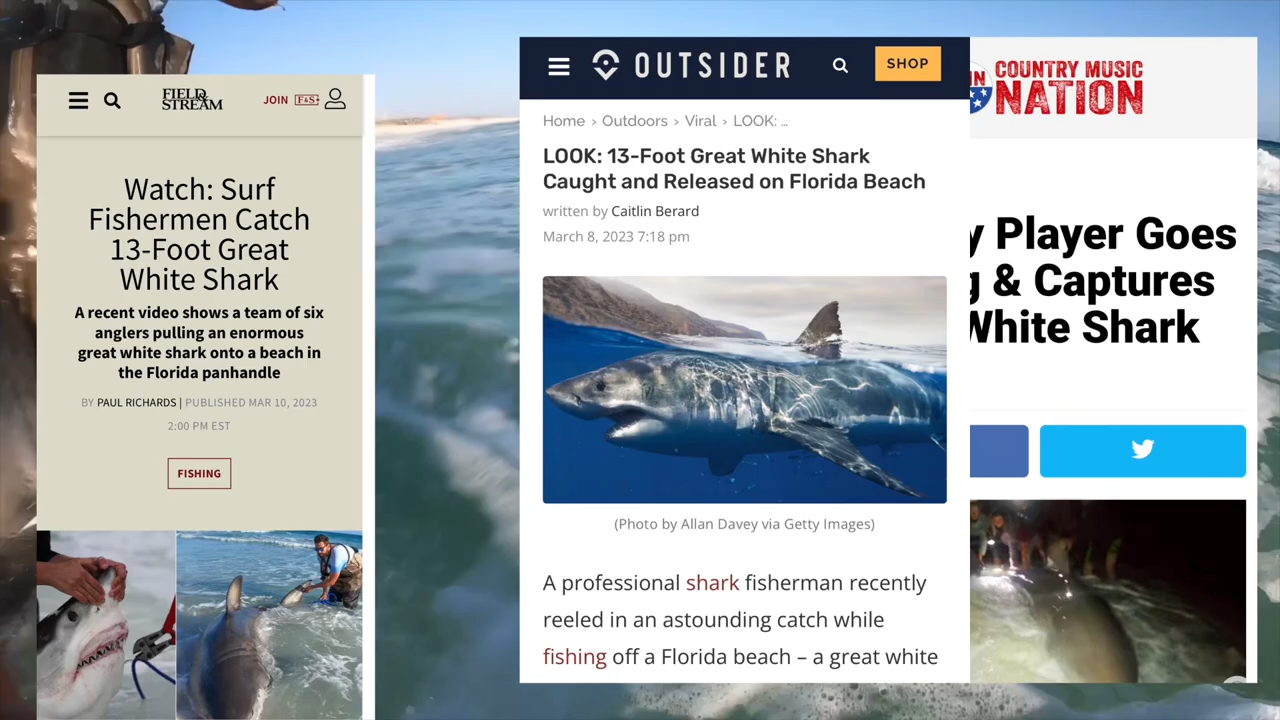 FIELD &
STREAM
JOIN F&S+
Watch: Surf
Fishermen Catch
13-Foot Great
White Shark
A recent video shows a team of six
anglers pulling an enormous
great white shark onto a beach in
the Florida panhandle
BY PAUL RICHARDS | PUBLISHED MAR 10, 2023
2:00 PM EST
FISHING
OUTSIDER
SHOP
Home › Outdoors › Viral › LOOK: …
LOOK: 13-Foot Great White Shark
Caught and Released on Florida Beach
written by Caitlin Berard
March 8, 2023 7:18 pm
(Photo by Allan Davey via Getty Images)
A professional shark fisherman recently
reeled in an astounding catch while
fishing off a Florida beach – a great white
IN
COUNTRY MUSIC
NATION
y Player Goes
g & Captures
White Shark